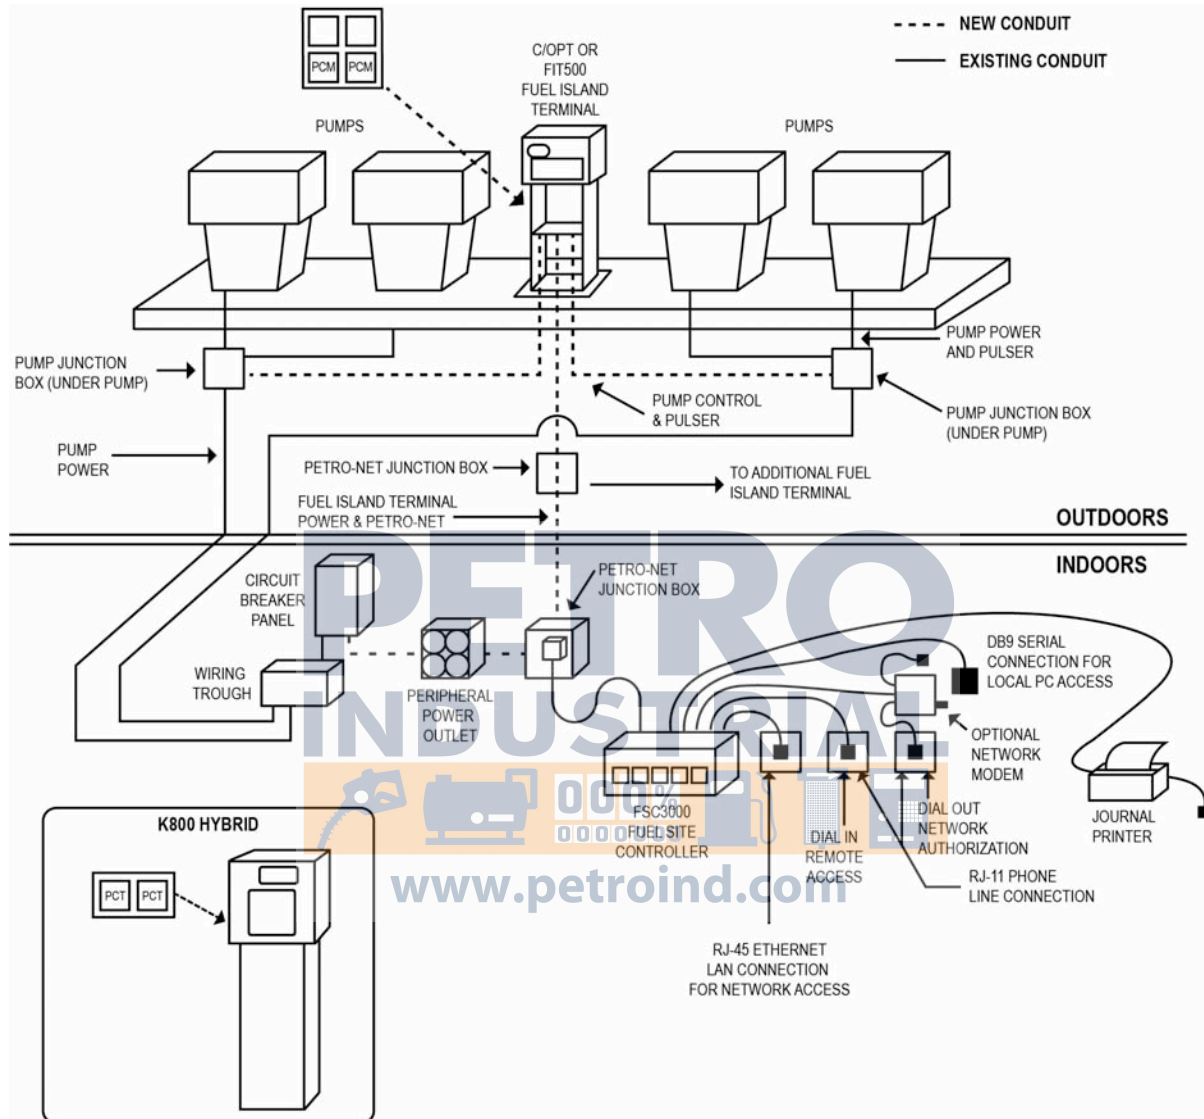 NEW CONDUIT
EXISTING CONDUIT
PCM
PCM
C/OPT OR
FIT500
FUEL ISLAND
TERMINAL
PUMPS
PUMPS
PUMP POWER
AND PULSER
PUMP JUNCTION
BOX (UNDER PUMP)
PUMP CONTROL
& PULSER
PUMP JUNCTION BOX
(UNDER PUMP)
PUMP
POWER
PETRO-NET JUNCTION BOX
TO ADDITIONAL FUEL
ISLAND TERMINAL
FUEL ISLAND TERMINAL
POWER & PETRO-NET
OUTDOORS
INDOORS
PETRO
INDUSTRIAL
000%
000000%
www.petroind.com
CIRCUIT
BREAKER
PANEL
PETRO-NET
JUNCTION BOX
WIRING
TROUGH
PERIPHERAL
POWER
OUTLET
DB9 SERIAL
CONNECTION FOR
LOCAL PC ACCESS
OPTIONAL
NETWORK
MODEM
FSC3000
FUEL SITE
CONTROLLER
DIAL IN
REMOTE
ACCESS
DIAL OUT
NETWORK
AUTHORIZATION
JOURNAL
PRINTER
RJ-11 PHONE
LINE CONNECTION
RJ-45 ETHERNET
LAN CONNECTION
FOR NETWORK ACCESS
K800 HYBRID
PCT
PCT